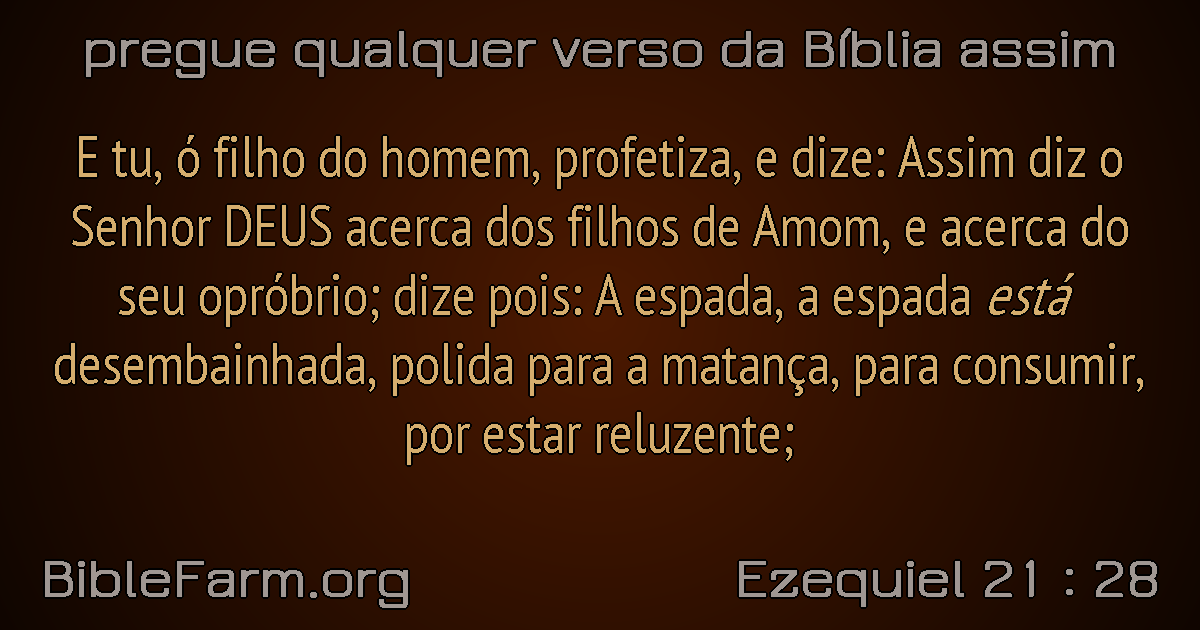 pregue qualquer verso da Bíblia assim
E tu, ó filho do homem, profetiza, e dize: Assim diz o
Senhor DEUS acerca dos filhos de Amom, e acerca do
seu opróbrio; dize pois: A espada, a espada está
desembainhada, polida para a matança, para consumir,
por estar reluzente;
BibleFarm.org
Ezequiel 21 : 28